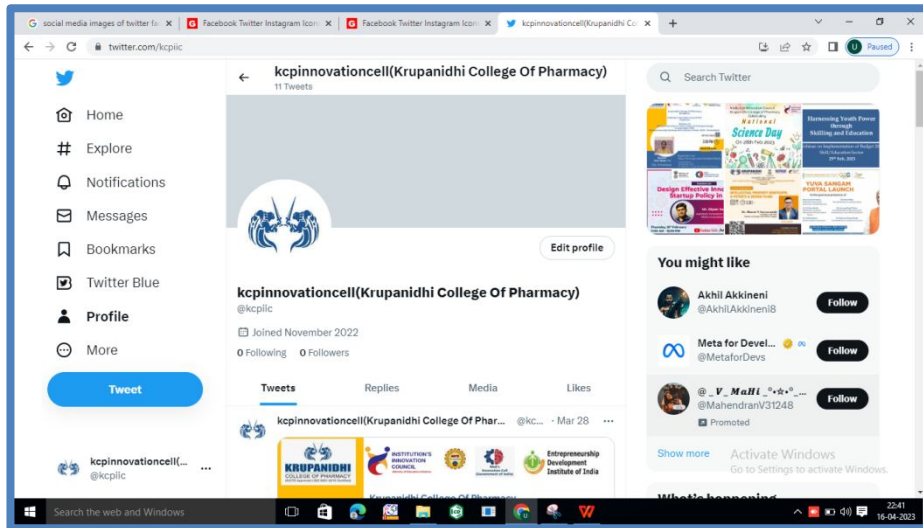 social media images of twitter fa
Facebook Twitter Instagram Icon
Facebook Twitter Instagram Icon
kcpinnovationcell(Krupanidhi Co
twitter.com/kcpiic
U Paused
Home
Explore
Notifications
Messages
Bookmarks
Twitter Blue
Profile
More
Tweet
kcpinnovationcell(...
@kcpiic
kcpinnovationcell(Krupanidhi College Of Pharmacy)
11 Tweets
Edit profile
kcpinnovationcell(Krupanidhi College Of Pharmacy)
@kcpiic
Joined November 2022
0 Following 0 Followers
Tweets Replies Media Likes
kcpinnovationcell(Krupanidhi College Of Phar... @kc... · Mar 28 ...
KRUPANIDHI
COLLEGE OF PHARMACY
INSTITUTION'S
INNOVATION
COUNCIL
Entrepreneurship
Development
Institute of India
Krupanidhi College of Pharmacy
Search Twitter
National
Science Day
On 28th Feb 2023
Harnessing Youth Power
through
Skilling and Education
Design Effective Inno
Startup Policy in
YUVA SANGAM
PORTAL LAUNCH
You might like
Akhil Akkineni
@AkhilAkkineni8
Follow
Meta for Devel...
@MetaforDevs
Follow
@_V_MaHi_°•☆•°_...
@MahendranV31248
Follow
Promoted
Show more
Activate Windows
Go to Settings to activate Windows.
What's happening
Search the web and Windows
22:41
16-04-2023